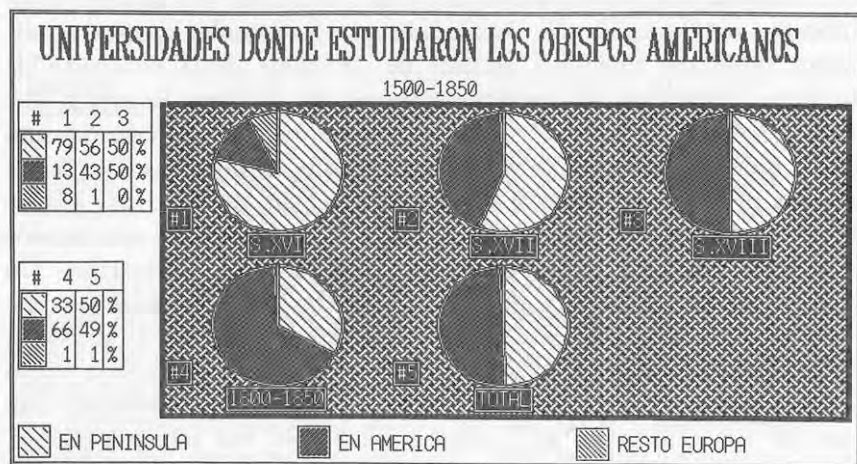 UNIVERSIDADES DONDE ESTUDIARON LOS OBISPOS AMERICANOS
1500-1850
# 1 2 3
79 56 50 %
13 43 50 %
8 1 0 %
#1
S.XVI
#2
S.XVII
#3
S.XVIII
# 4 5
33 50 %
66 49 %
1 1 %
#4
1800-1850
#5
TOTAL
EN PENINSULA
EN AMERICA
RESTO EUROPA